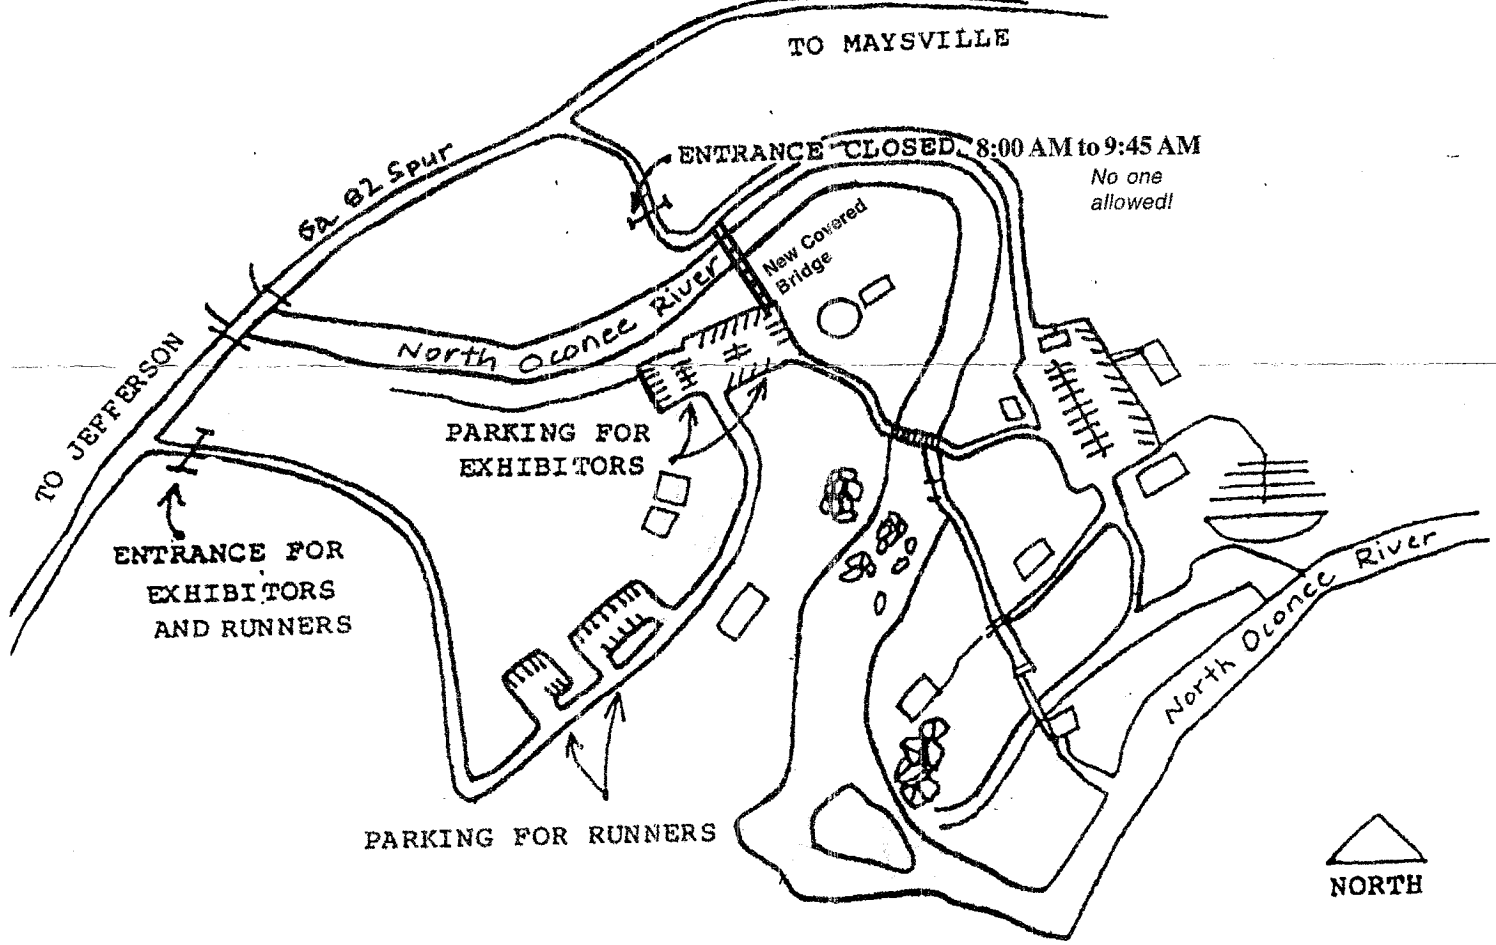 TO MAYSVILLE
ENTRANCE CLOSED. 8:00 AM to 9:45 AM
No one
allowed!
Ga 82 Spur
New Covered
Bridge
North Oconee River
TO JEFFERSON
PARKING FOR
EXHIBITORS
ENTRANCE FOR
EXHIBITORS
AND RUNNERS
North Oconee River
PARKING FOR RUNNERS
NORTH